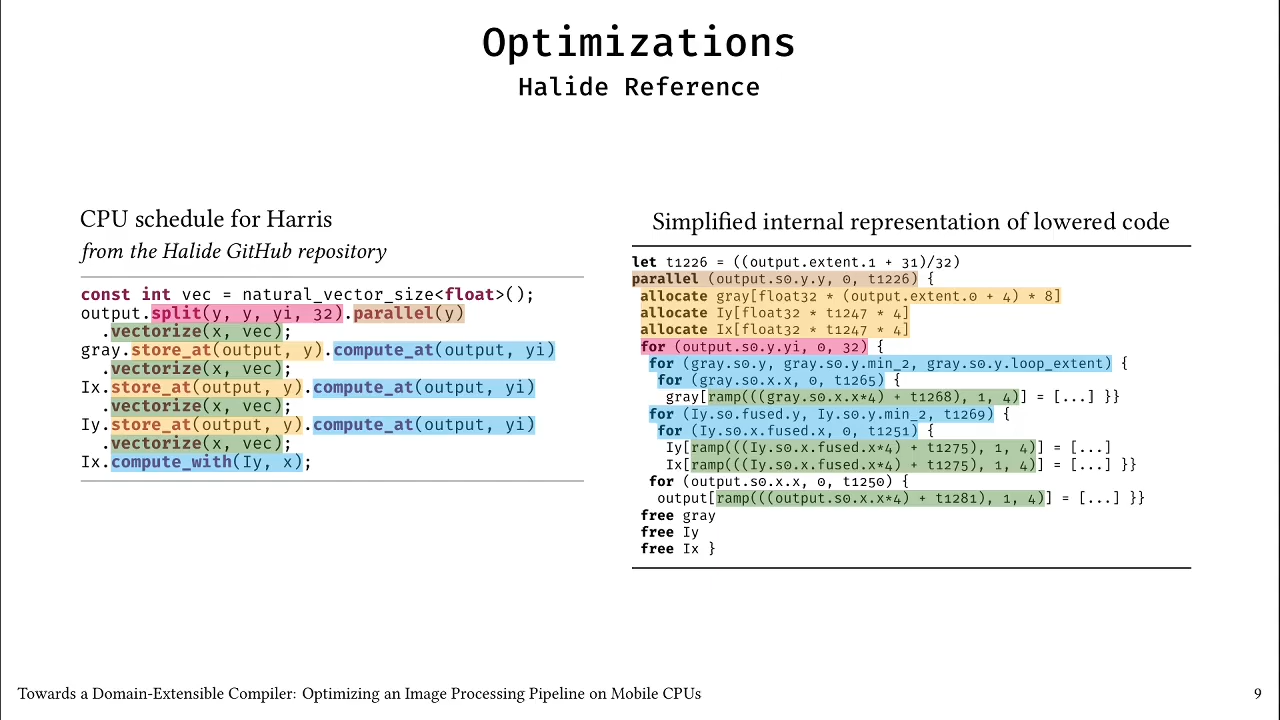 Optimizations
Halide Reference
CPU schedule for Harris
from the Halide GitHub repository
const int vec = natural_vector_size<float>();
output.split(y, y, yi, 32).parallel(y)
.vectorize(x, vec);
gray.store_at(output, y).compute_at(output, yi)
.vectorize(x, vec);
Ix.store_at(output, y).compute_at(output, yi)
.vectorize(x, vec);
Iy.store_at(output, y).compute_at(output, yi)
.vectorize(x, vec);
Ix.compute_with(Iy, x);
Simplified internal representation of lowered code
let t1226 = ((output.extent.1 + 31)/32)
parallel (output.s0.y.y, 0, t1226) {
allocate gray[float32 * (output.extent.0 + 4) * 8]
allocate Iy[float32 * t1247 * 4]
allocate Ix[float32 * t1247 * 4]
for (output.s0.y.yi, 0, 32) {
for (gray.s0.y, gray.s0.y.min_2, gray.s0.y.loop_extent) {
for (gray.s0.x.x, 0, t1265) {
gray[ramp(((gray.s0.x.x*4) + t1268), 1, 4)] = [...] }}
for (Iy.s0.fused.y, Iy.s0.y.min_2, t1269) {
for (Iy.s0.x.fused.x, 0, t1251) {
Iy[ramp(((Iy.s0.x.fused.x*4) + t1275), 1, 4)] = [...]
Ix[ramp(((Iy.s0.x.fused.x*4) + t1275), 1, 4)] = [...] }}
for (output.s0.x.x, 0, t1250) {
output[ramp(((output.s0.x.x*4) + t1281), 1, 4)] = [...] }}
free gray
free Iy
free Ix }
Towards a Domain-Extensible Compiler: Optimizing an Image Processing Pipeline on Mobile CPUs
9